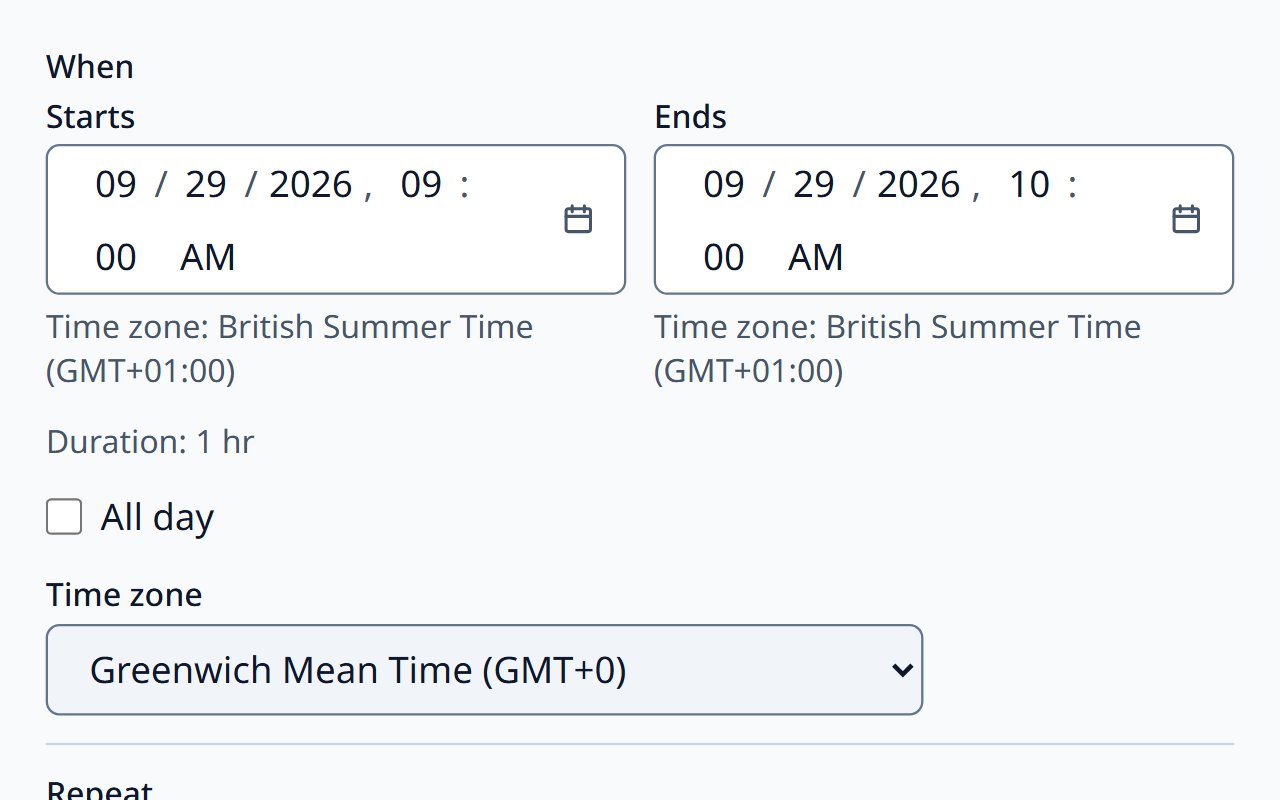 When
Starts
09 / 29 / 2026 , 09 :
00 AM
Time zone: British Summer Time
(GMT+01:00)
Ends
09 / 29 / 2026 , 10 :
00 AM
Time zone: British Summer Time
(GMT+01:00)
Duration: 1 hr
All day
Time zone
Greenwich Mean Time (GMT+0)
Repeat